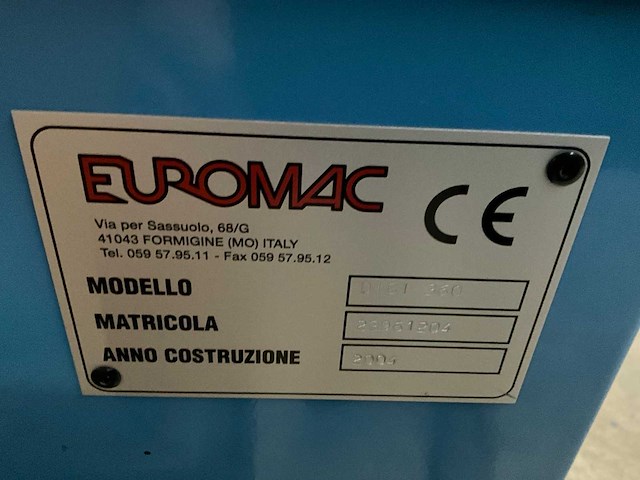 EUROMAC
CE
Via per Sassuolo, 68/G
41043 FORMIGINE (MO) ITALY
Tel. 059 57.95.11 - Fax 059 57.95.12
MODELLO
MATRICOLA
ANNO COSTRUZIONE 2004